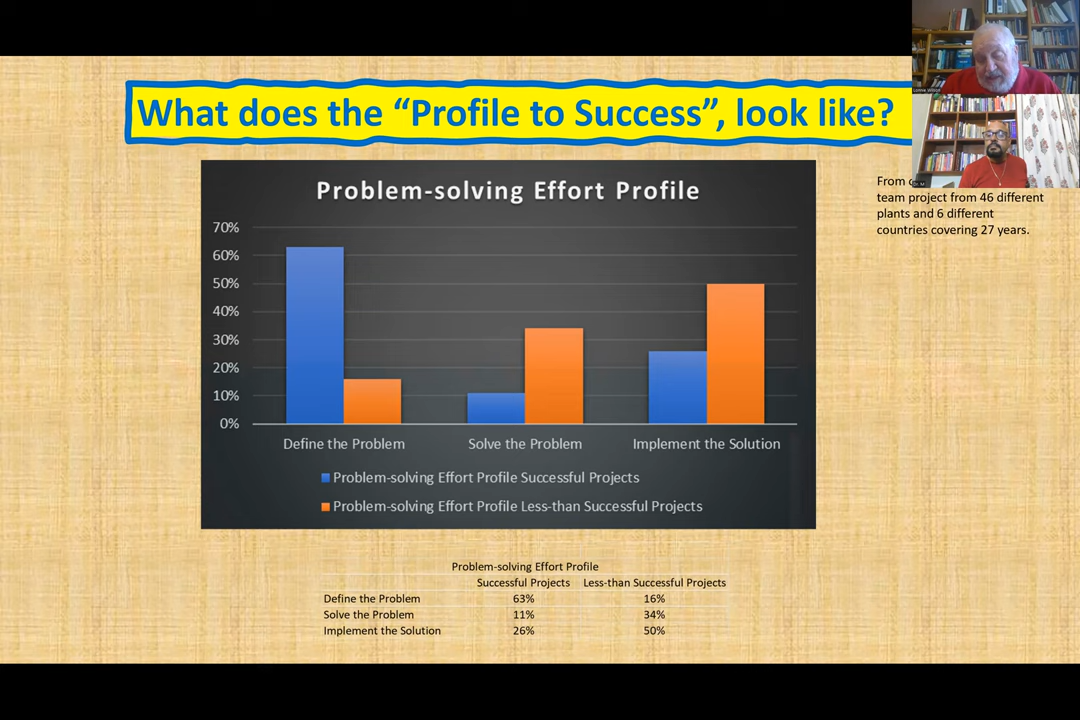 What does the “Profile to Success”, look like?
Lonnie Wilson
From
team project from 46 different
plants and 6 different
countries covering 27 years.
Problem-solving Effort Profile
70%
60%
50%
40%
30%
20%
10%
0%
Define the Problem
Solve the Problem
Implement the Solution
Problem-solving Effort Profile Successful Projects
Problem-solving Effort Profile Less-than Successful Projects
Problem-solving Effort Profile
Successful Projects Less-than Successful Projects
Define the Problem 63% 16%
Solve the Problem 11% 34%
Implement the Solution 26% 50%